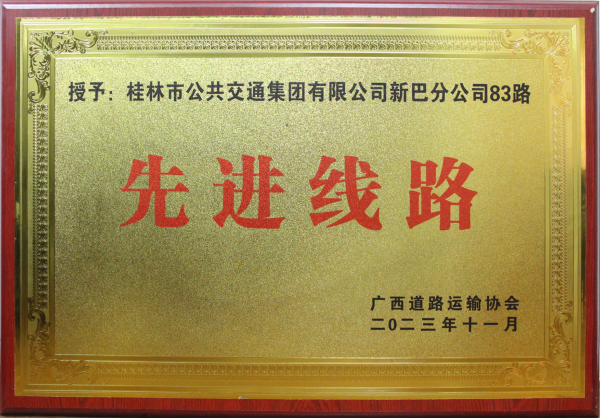 授予：桂林市公共交通集团有限公司新巴分公司83路
先进线路
广西道路运输协会
二〇二三年十一月